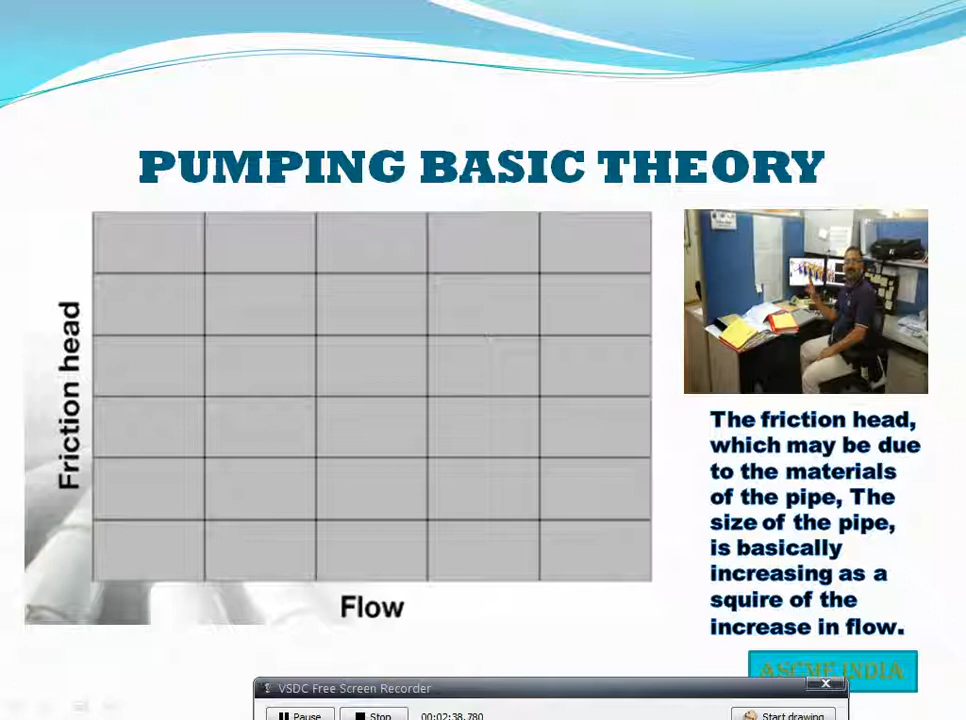 PUMPING BASIC THEORY
Friction head
Flow
The friction head,
which may be due
to the materials
of the pipe, The
size of the pipe,
is basically
increasing as a
squire of the
increase in flow.
ASCME INDIA
VSDC Free Screen Recorder
Pause
Stop
00:02:38.780
Start drawing